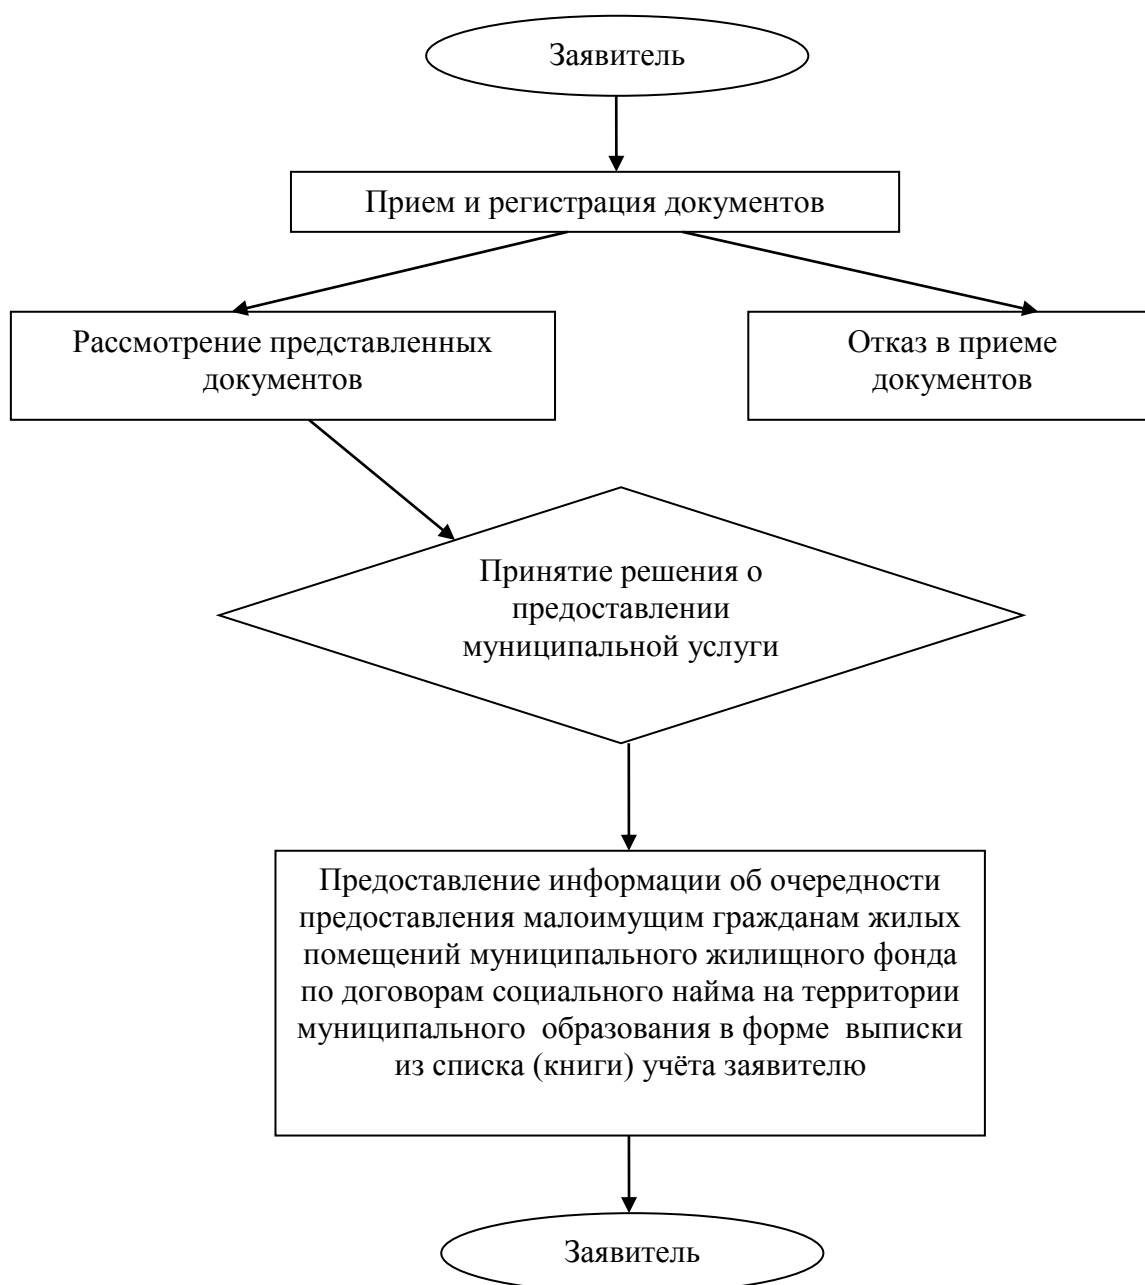 Заявитель
Прием и регистрация документов
Рассмотрение представленных
документов
Отказ в приеме
документов
Принятие решения о
предоставлении
муниципальной услуги
Предоставление информации об очередности
предоставления малоимущим гражданам жилых
помещений муниципального жилищного фонда
по договорам социального найма на территории
муниципального  образования в форме  выписки
из списка (книги) учёта заявителю
Заявитель